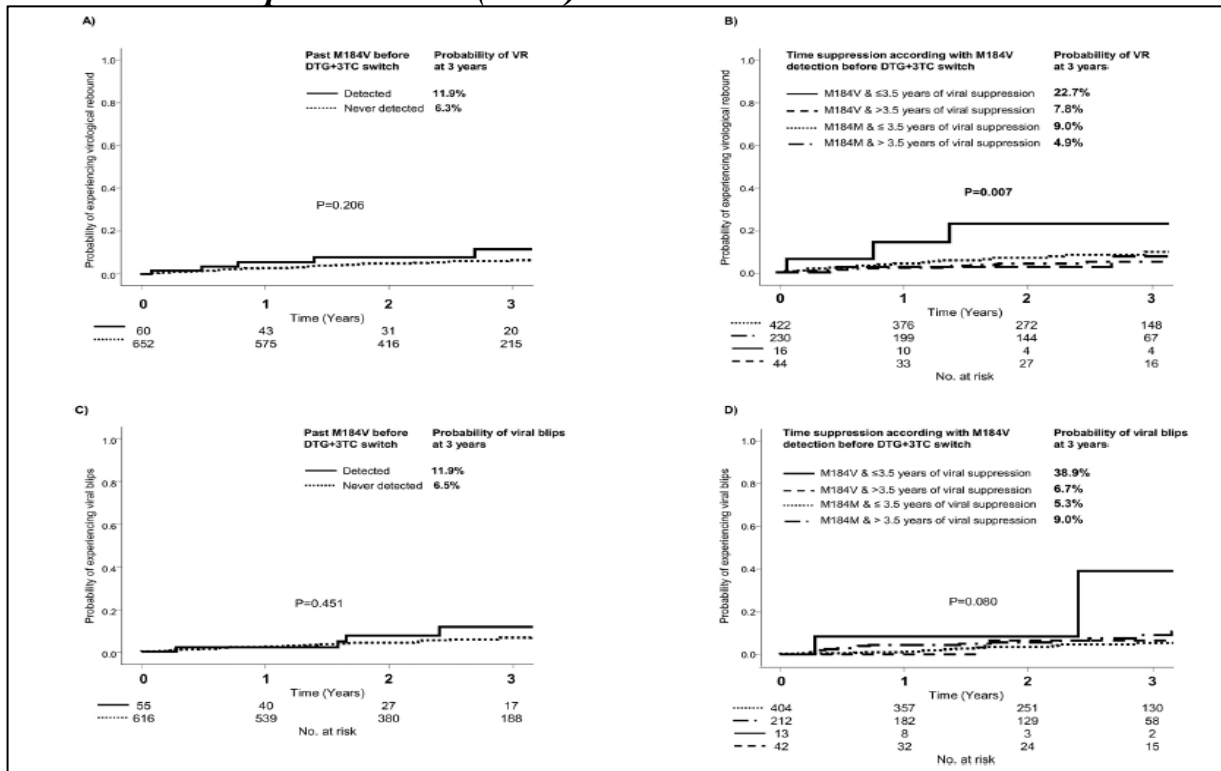 A)
Past M184V before Probability of VR
DTG+3TC switch at 3 years
Detected 11.9%
Never detected 6.3%
Probability of experiencing virological rebound
1.0
0.8
0.6
0.4
0.2
0.0
P=0.206
0 1 2 3
Time (Years)
60 43 31 20
652 575 416 215
B)
Time suppression according with M184V Probability of VR
detection before DTG+3TC switch at 3 years
M184V & ≤3.5 years of viral suppression 22.7%
M184V & >3.5 years of viral suppression 7.8%
M184M & ≤ 3.5 years of viral suppression 9.0%
M184M & > 3.5 years of viral suppression 4.9%
Probability of experiencing virological rebound
1.0
0.8
0.6
0.4
0.2
0.0
P=0.007
0 1 2 3
Time (Years)
422 376 272 148
230 199 144 67
16 10 4 4
44 33 27 16
No. at risk
C)
Past M184V before Probability of viral blips
DTG+3TC switch at 3 years
Detected 11.9%
Never detected 6.5%
Probability of experiencing viral blips
1.0
0.8
0.6
0.4
0.2
0.0
P=0.451
0 1 2 3
Time (Years)
55 40 27 17
616 539 380 188
No. at risk
D)
Time suppression according with M184V Probability of viral blips
detection before DTG+3TC switch at 3 years
M184V & ≤3.5 years of viral suppression 38.9%
M184V & >3.5 years of viral suppression 6.7%
M184M & ≤ 3.5 years of viral suppression 5.3%
M184M & > 3.5 years of viral suppression 9.0%
Probability of experiencing viral blips
1.0
0.8
0.6
0.4
0.2
0.0
P=0.080
0 1 2 3
Time (Years)
404 357 251 130
212 182 129 58
13 8 3 2
42 32 24 15
No. at risk